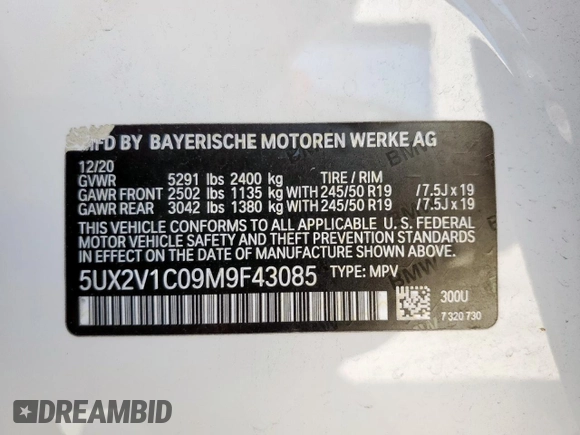 MFD BY BAYERISCHE MOTOREN WERKE AG
12/20
GVWR 5291 lbs 2400 kg TIRE / RIM
GAWR FRONT 2502 lbs 1135 kg WITH 245/50 R19 / 7.5J x 19
GAWR REAR 3042 lbs 1380 kg WITH 245/50 R19 / 7.5J x 19
THIS VEHICLE CONFORMS TO ALL APPLICABLE U. S. FEDERAL
MOTOR VEHICLE SAFETY AND THEFT PREVENTION STANDARDS
IN EFFECT ON THE DATE OF MANUFACTURE SHOWN ABOVE.
5UX2V1C09M9F43085 TYPE: MPV
300U
7 320 730
BMW
DREAMBID